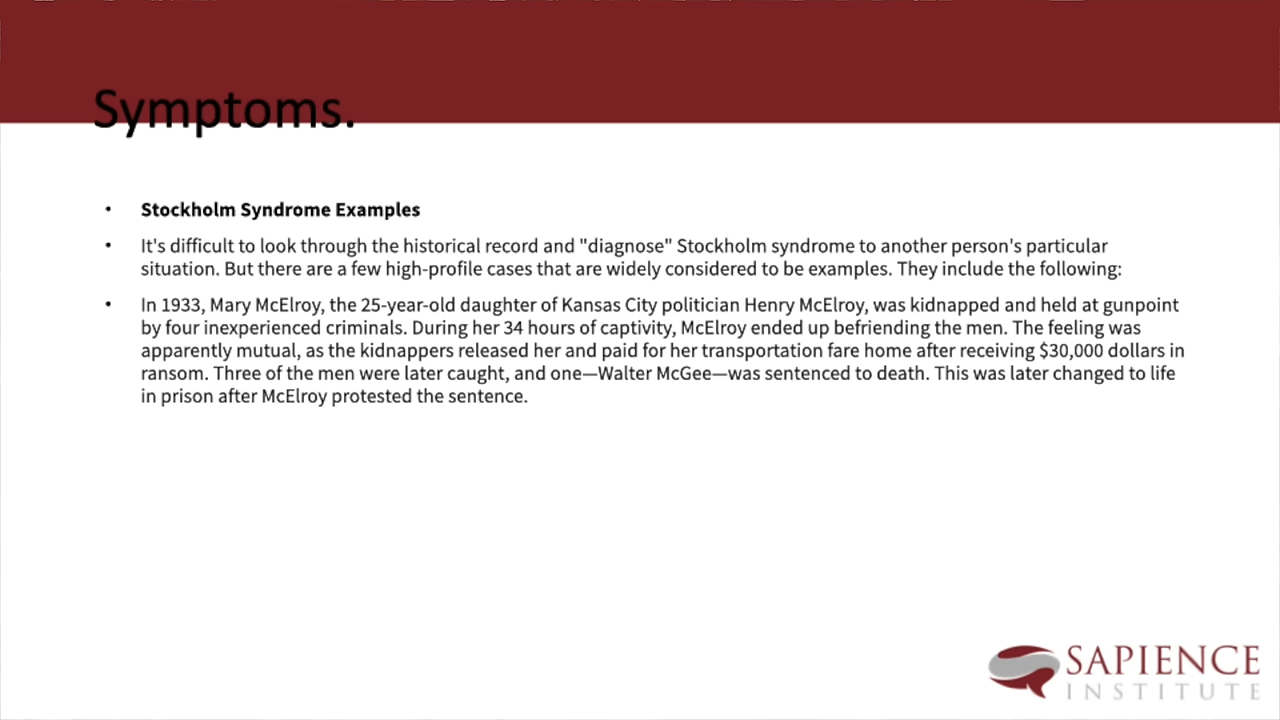 Symptoms.
• Stockholm Syndrome Examples
• It's difficult to look through the historical record and "diagnose" Stockholm syndrome to another person's particular
situation. But there are a few high-profile cases that are widely considered to be examples. They include the following:
• In 1933, Mary McElroy, the 25-year-old daughter of Kansas City politician Henry McElroy, was kidnapped and held at gunpoint
by four inexperienced criminals. During her 34 hours of captivity, McElroy ended up befriending the men. The feeling was
apparently mutual, as the kidnappers released her and paid for her transportation fare home after receiving $30,000 dollars in
ransom. Three of the men were later caught, and one—Walter McGee—was sentenced to death. This was later changed to life
in prison after McElroy protested the sentence.
SAPIENCE
INSTITUTE